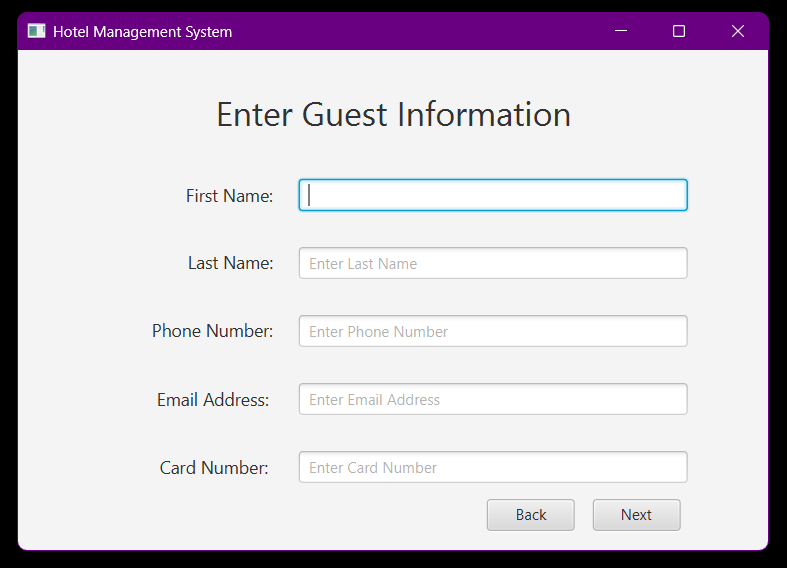 Hotel Management System
Enter Guest Information
First Name:
Last Name: Enter Last Name
Phone Number: Enter Phone Number
Email Address: Enter Email Address
Card Number: Enter Card Number
Back Next